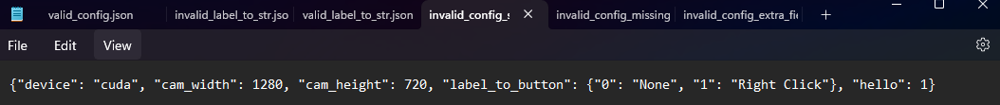 valid_config.json
invalid_label_to_str.jso
valid_label_to_str.json
invalid_config_s
invalid_config_missing
invalid_config_extra_fie
File Edit View
{"device": "cuda", "cam_width": 1280, "cam_height": 720, "label_to_button": {"0": "None", "1": "Right Click"}, "hello": 1}